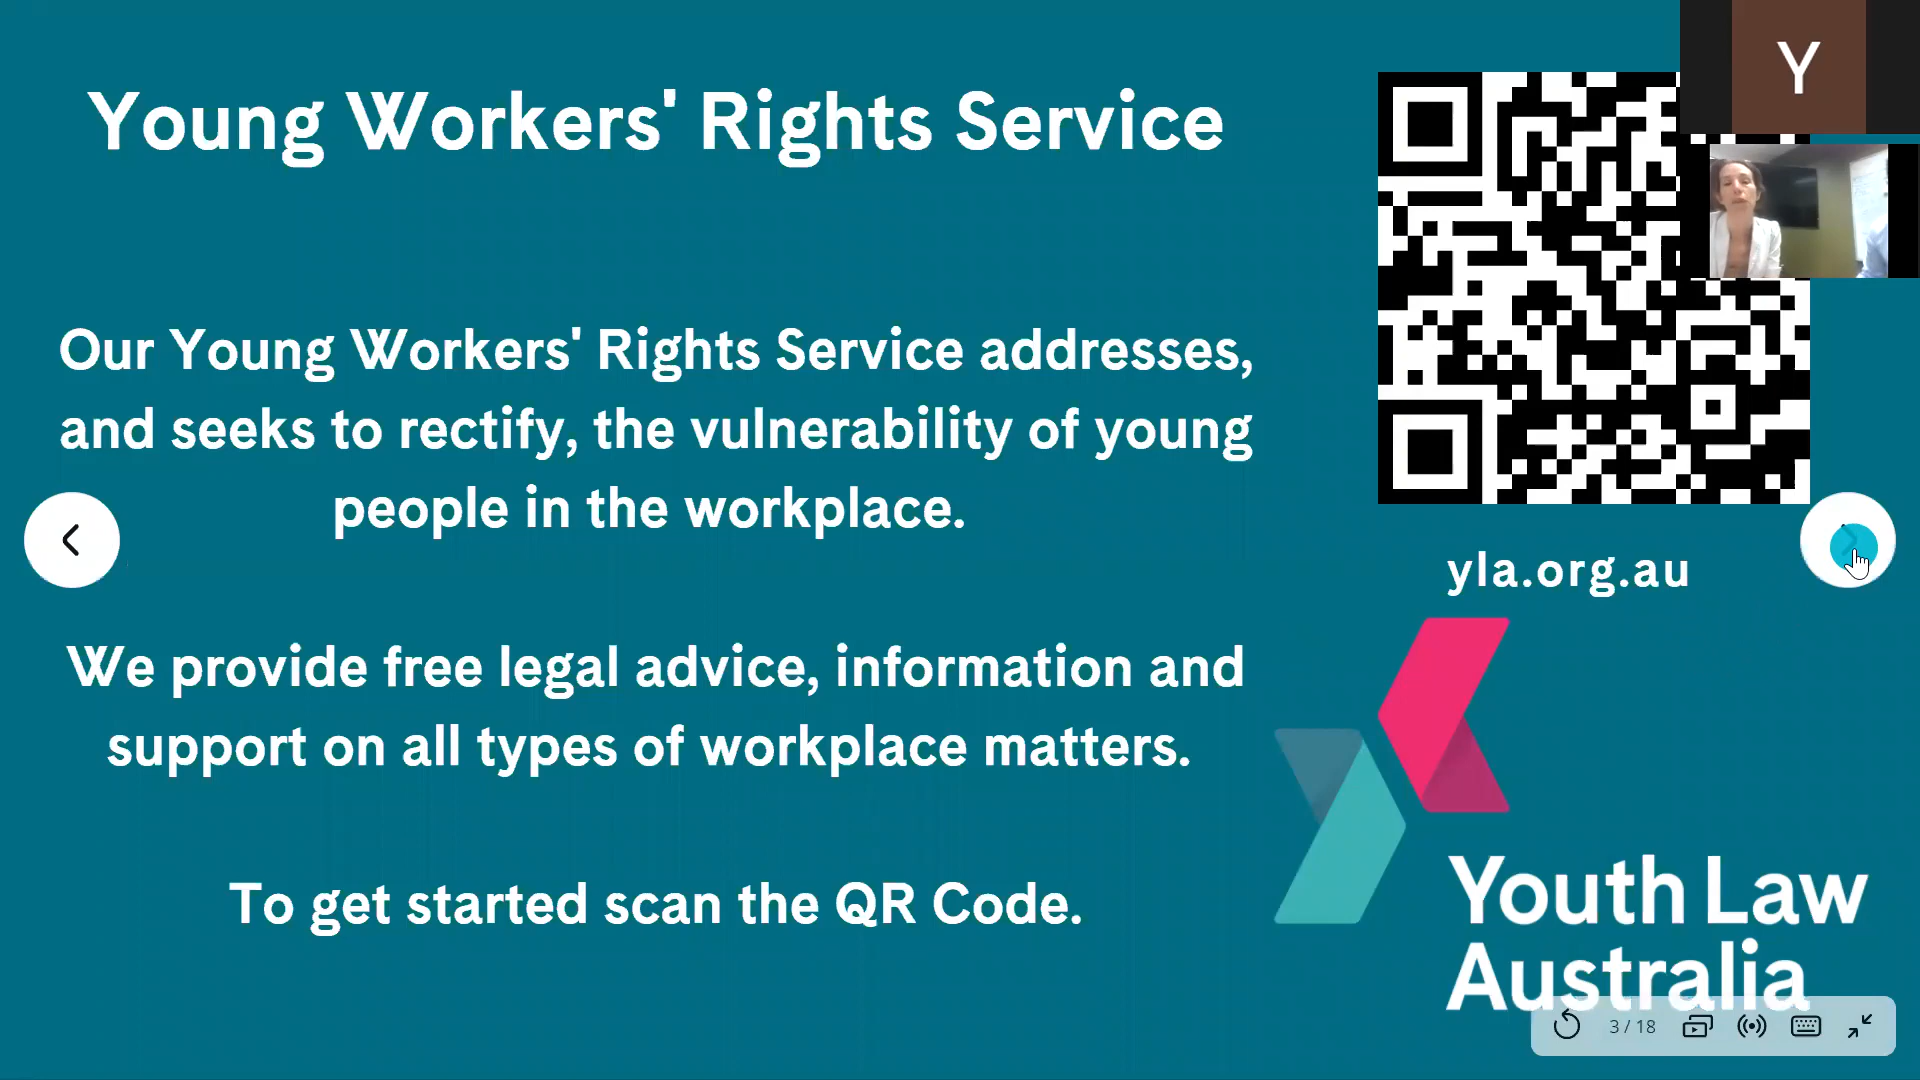 Young Workers' Rights Service
Y
Our Young Workers' Rights Service addresses,
and seeks to rectify, the vulnerability of young
people in the workplace.
yla.org.au
We provide free legal advice, information and
support on all types of workplace matters.
To get started scan the QR Code.
Youth Law
Australia
3 / 18